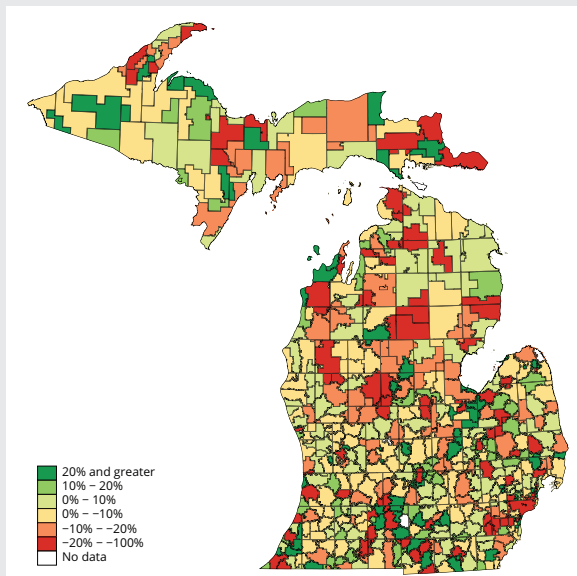 20% and greater
10% – 20%
0% – 10%
0% – -10%
-10% – -20%
-20% – -100%
No data